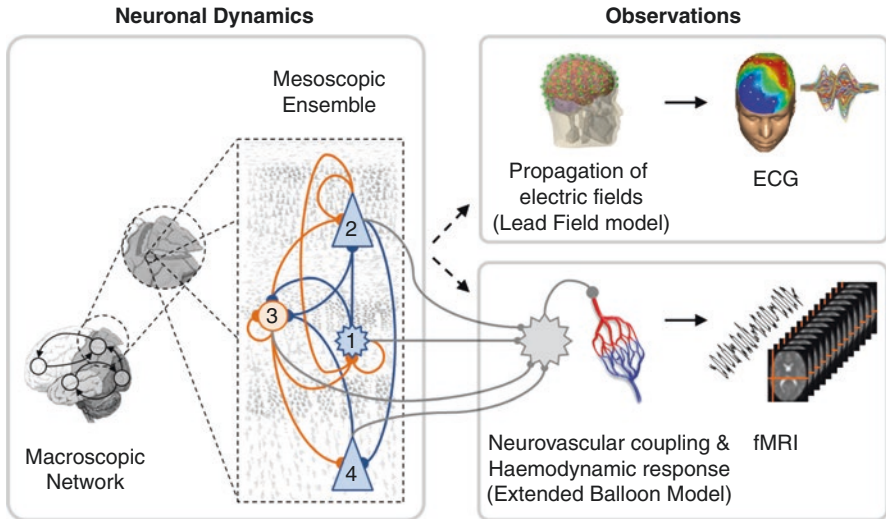 Neuronal Dynamics
Observations
Mesoscopic
Ensemble
2
3
1
4
Macroscopic
Network
Propagation of
electric fields
(Lead Field model)
ECG
Neurovascular coupling &
Haemodynamic response
(Extended Balloon Model)
fMRI